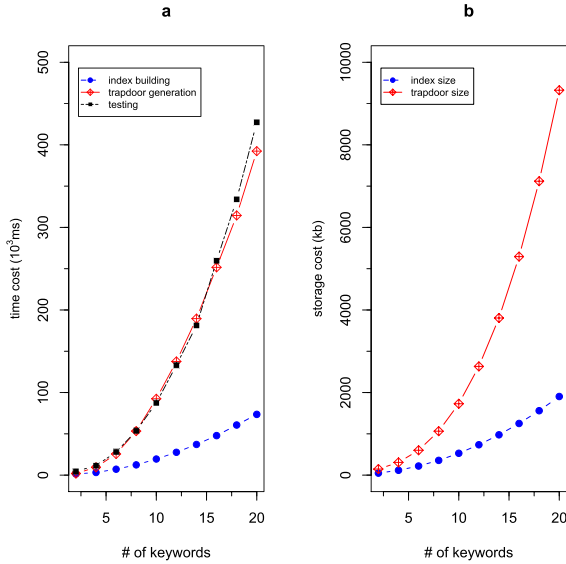 a
time cost (10³ms)
500
400
300
200
100
0
index building
trapdoor generation
testing
5
10
15
20
# of keywords
b
storage cost (kb)
10000
8000
6000
4000
2000
0
index size
trapdoor size
5
10
15
20
# of keywords